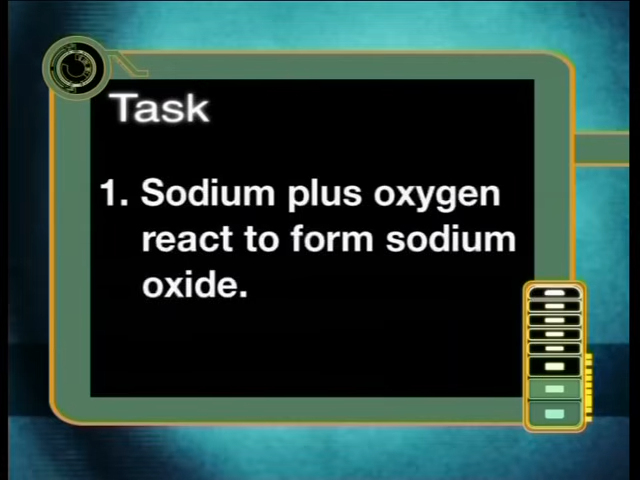 Task
1. Sodium plus oxygen
react to form sodium
oxide.